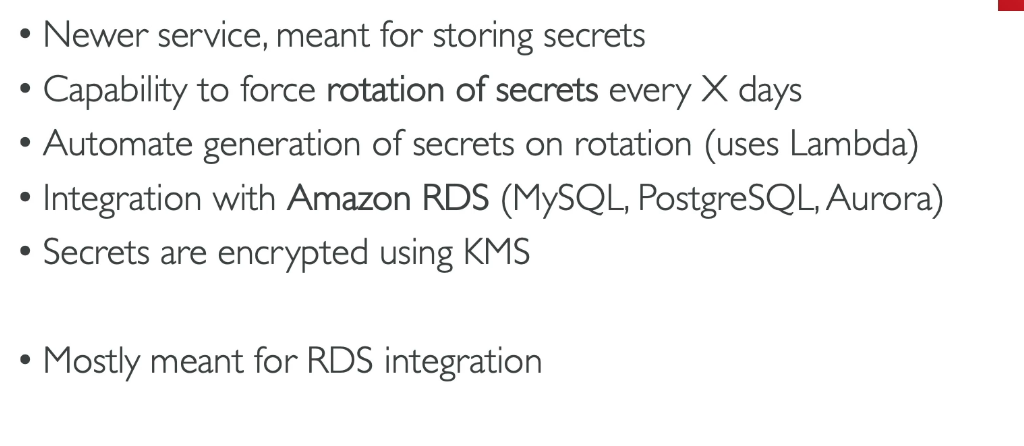 • Newer service, meant for storing secrets
• Capability to force rotation of secrets every X days
• Automate generation of secrets on rotation (uses Lambda)
• Integration with Amazon RDS (MySQL, PostgreSQL, Aurora)
• Secrets are encrypted using KMS
• Mostly meant for RDS integration